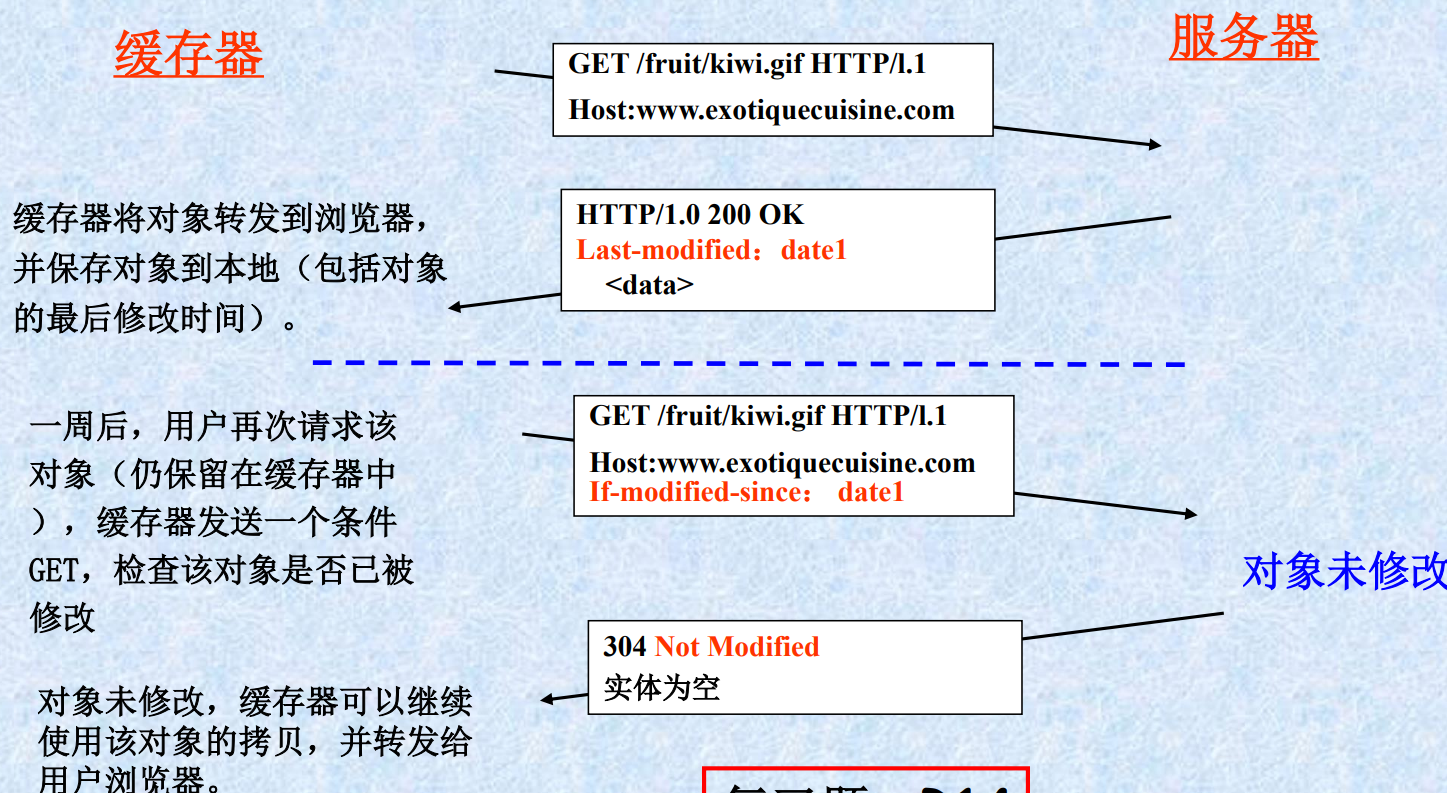 缓存器
服务器
GET /fruit/kiwi.gif HTTP/l.1
Host:www.exotiquecuisine.com
缓存器将对象转发到浏览器，
并保存对象到本地（包括对象
的最后修改时间）。
HTTP/1.0 200 OK
Last-modified：date1
<data>
一周后，用户再次请求该
对象（仍保留在缓存器中
），缓存器发送一个条件
GET，检查该对象是否已被
修改
GET /fruit/kiwi.gif HTTP/l.1
Host:www.exotiquecuisine.com
If-modified-since： date1
对象未修改
304 Not Modified
实体为空
对象未修改，缓存器可以继续
使用该对象的拷贝，并转发给
用户浏览器。